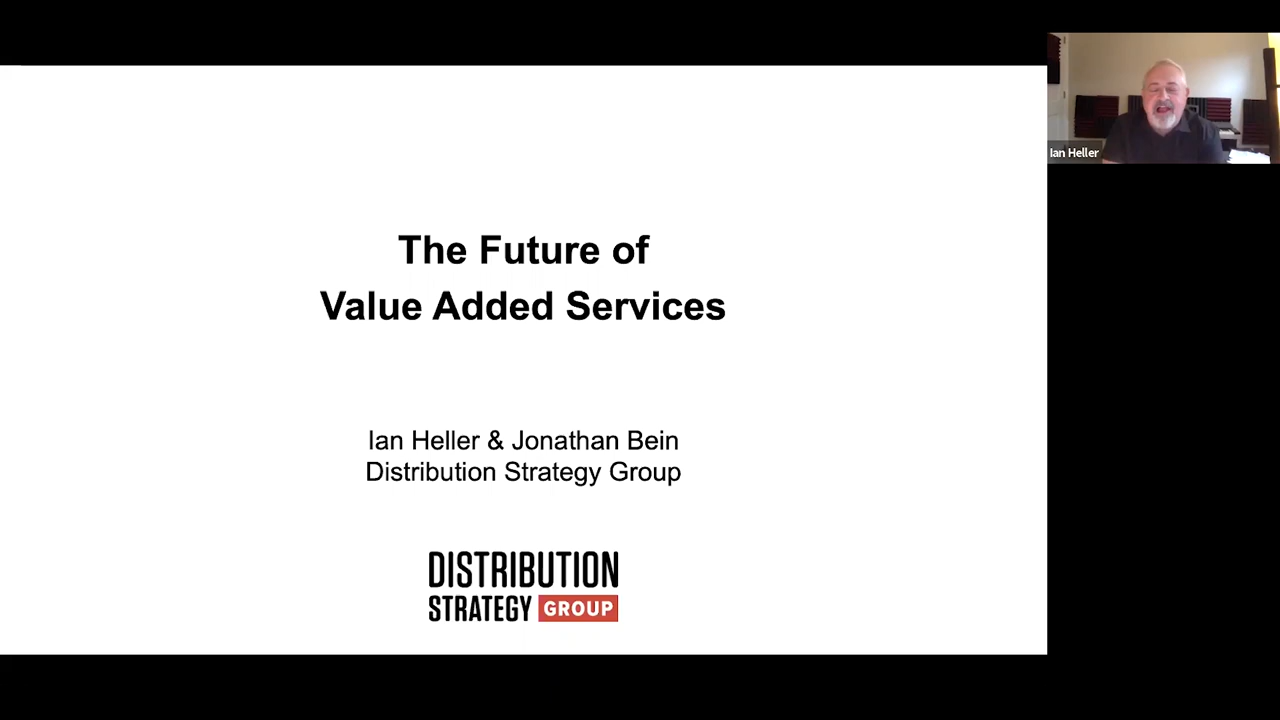 The Future of
Value Added Services
Ian Heller & Jonathan Bein
Distribution Strategy Group
DISTRIBUTION
STRATEGY GROUP
Ian Heller